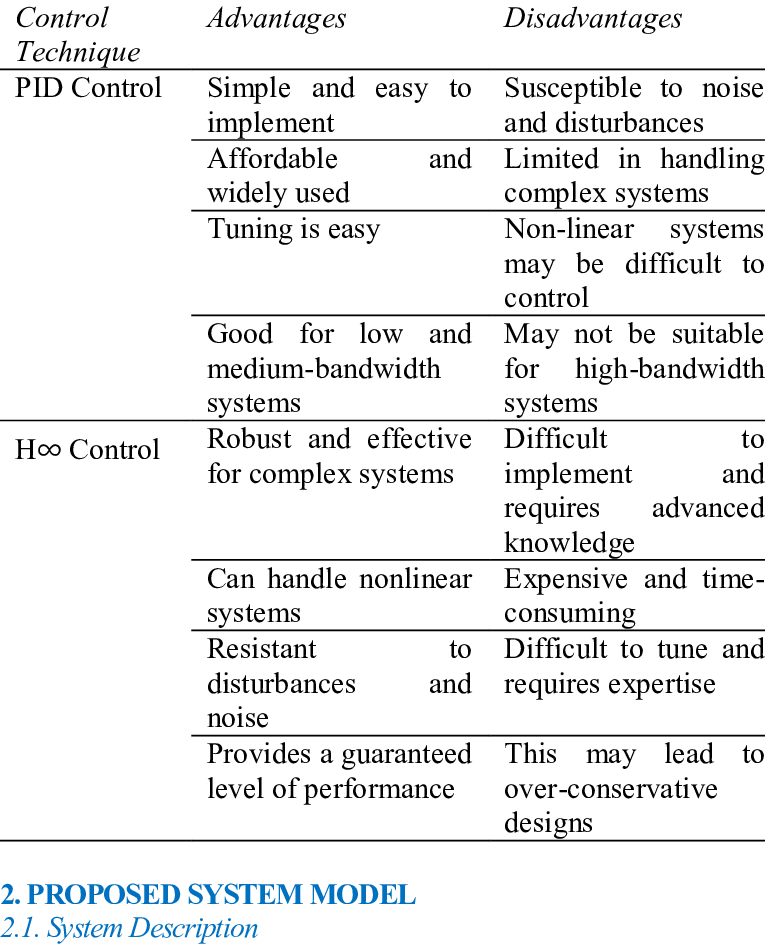 Control Technique Advantages Disadvantages
PID Control Simple and easy to implement Susceptible to noise and disturbances
Affordable and widely used Limited in handling complex systems
Tuning is easy Non-linear systems may be difficult to control
Good for low and medium-bandwidth systems May not be suitable for high-bandwidth systems
H∞ Control Robust and effective for complex systems Difficult to implement and requires advanced knowledge
Can handle nonlinear systems Expensive and time-consuming
Resistant to disturbances and noise Difficult to tune and requires expertise
Provides a guaranteed level of performance This may lead to over-conservative designs
2. PROPOSED SYSTEM MODEL
2.1. System Description